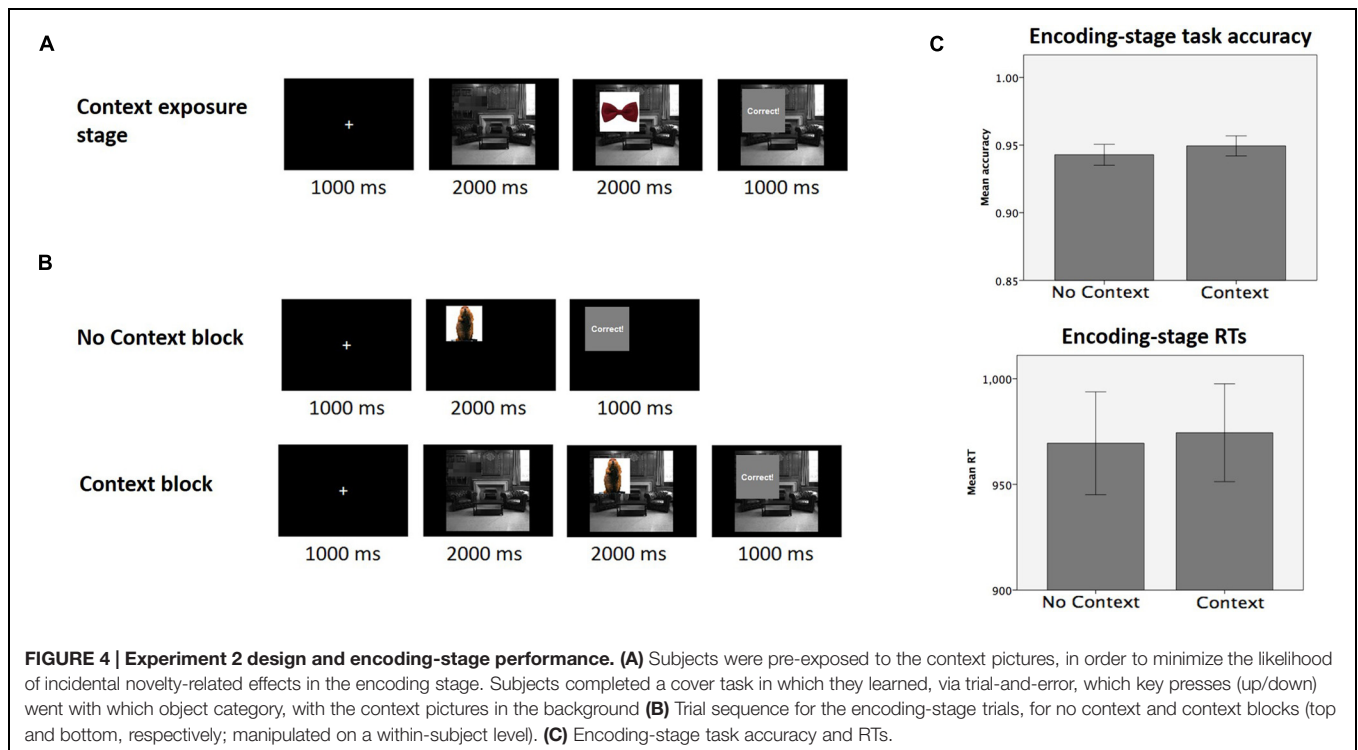 A
Context exposure
stage
+
Correct!
1000 ms
2000 ms
2000 ms
1000 ms
B
No Context block
+
Correct!
1000 ms
2000 ms
1000 ms
Context block
+
Correct!
1000 ms
2000 ms
2000 ms
1000 ms
C
Encoding-stage task accuracy
Mean accuracy
1.00
0.95
0.90
0.85
No Context
Context
Encoding-stage RTs
Mean RT
1,000
950
900
No Context
Context
FIGURE 4 | Experiment 2 design and encoding-stage performance. (A) Subjects were pre-exposed to the context pictures, in order to minimize the likelihood
of incidental novelty-related effects in the encoding stage. Subjects completed a cover task in which they learned, via trial-and-error, which key presses (up/down)
went with which object category, with the context pictures in the background (B) Trial sequence for the encoding-stage trials, for no context and context blocks (top
and bottom, respectively; manipulated on a within-subject level). (C) Encoding-stage task accuracy and RTs.